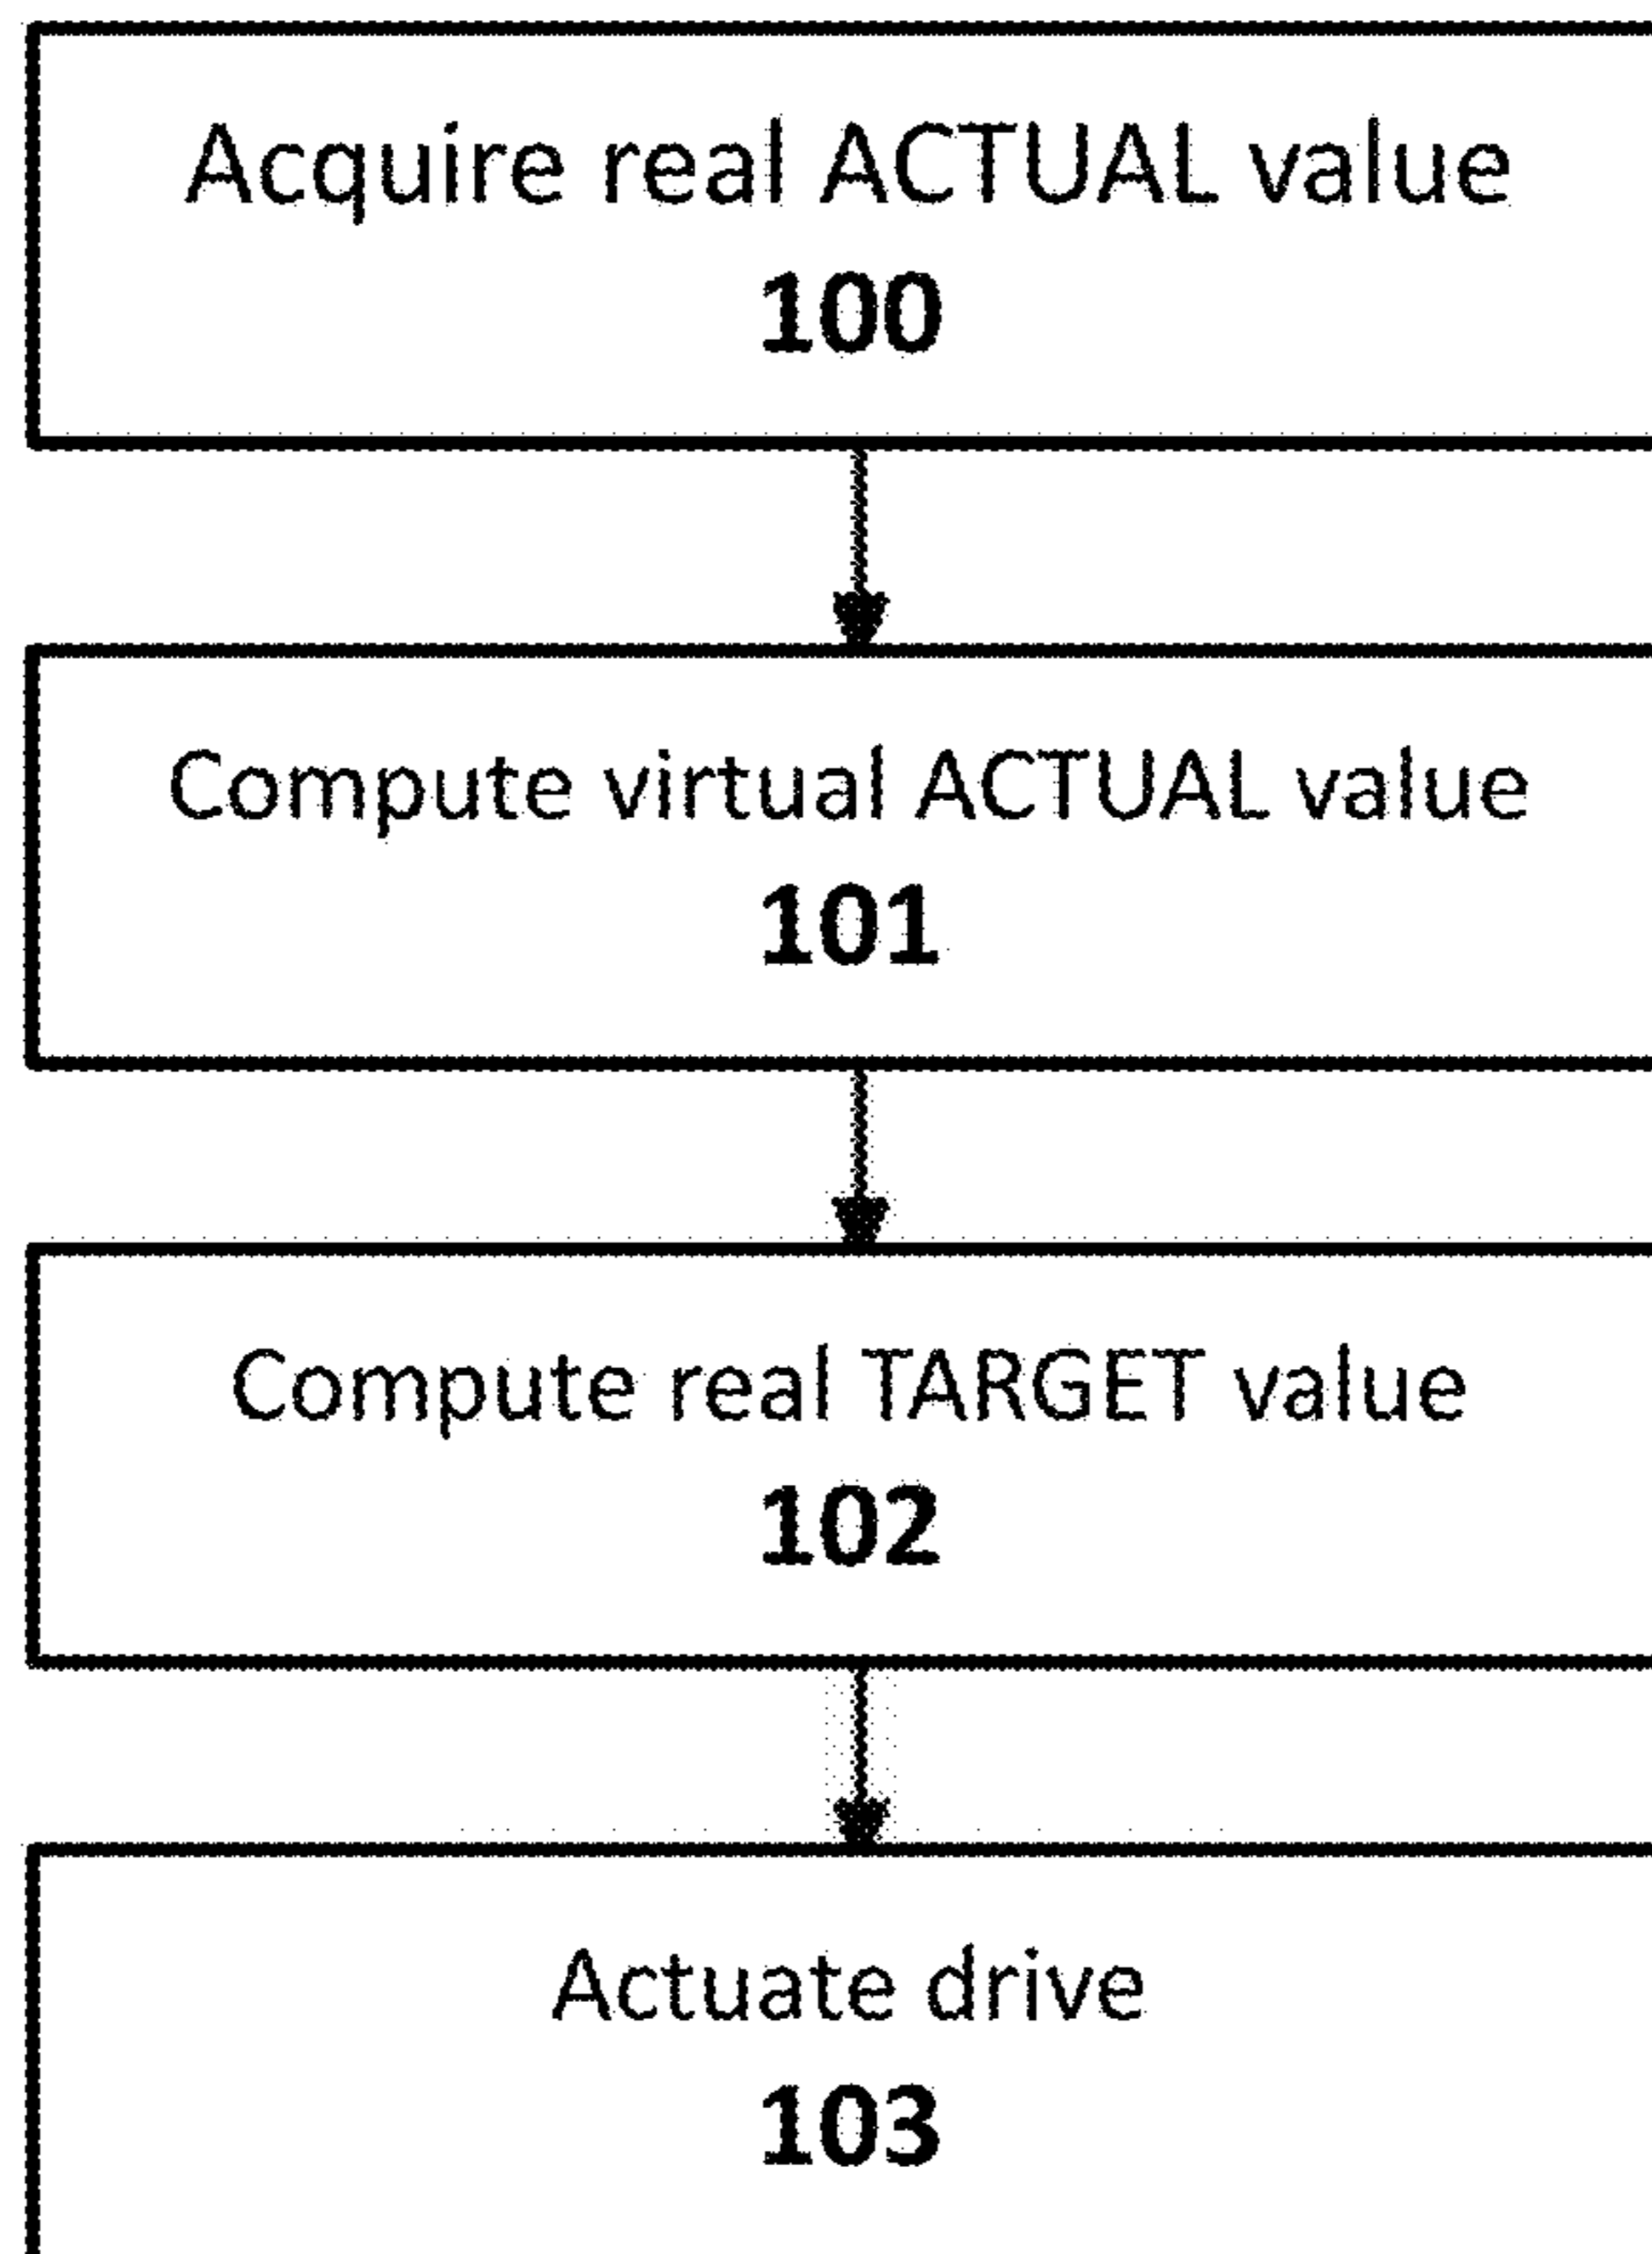 Acquire real ACTUAL value
100
Compute virtual ACTUAL value
101
Compute real TARGET value
102
Actuate drive
103